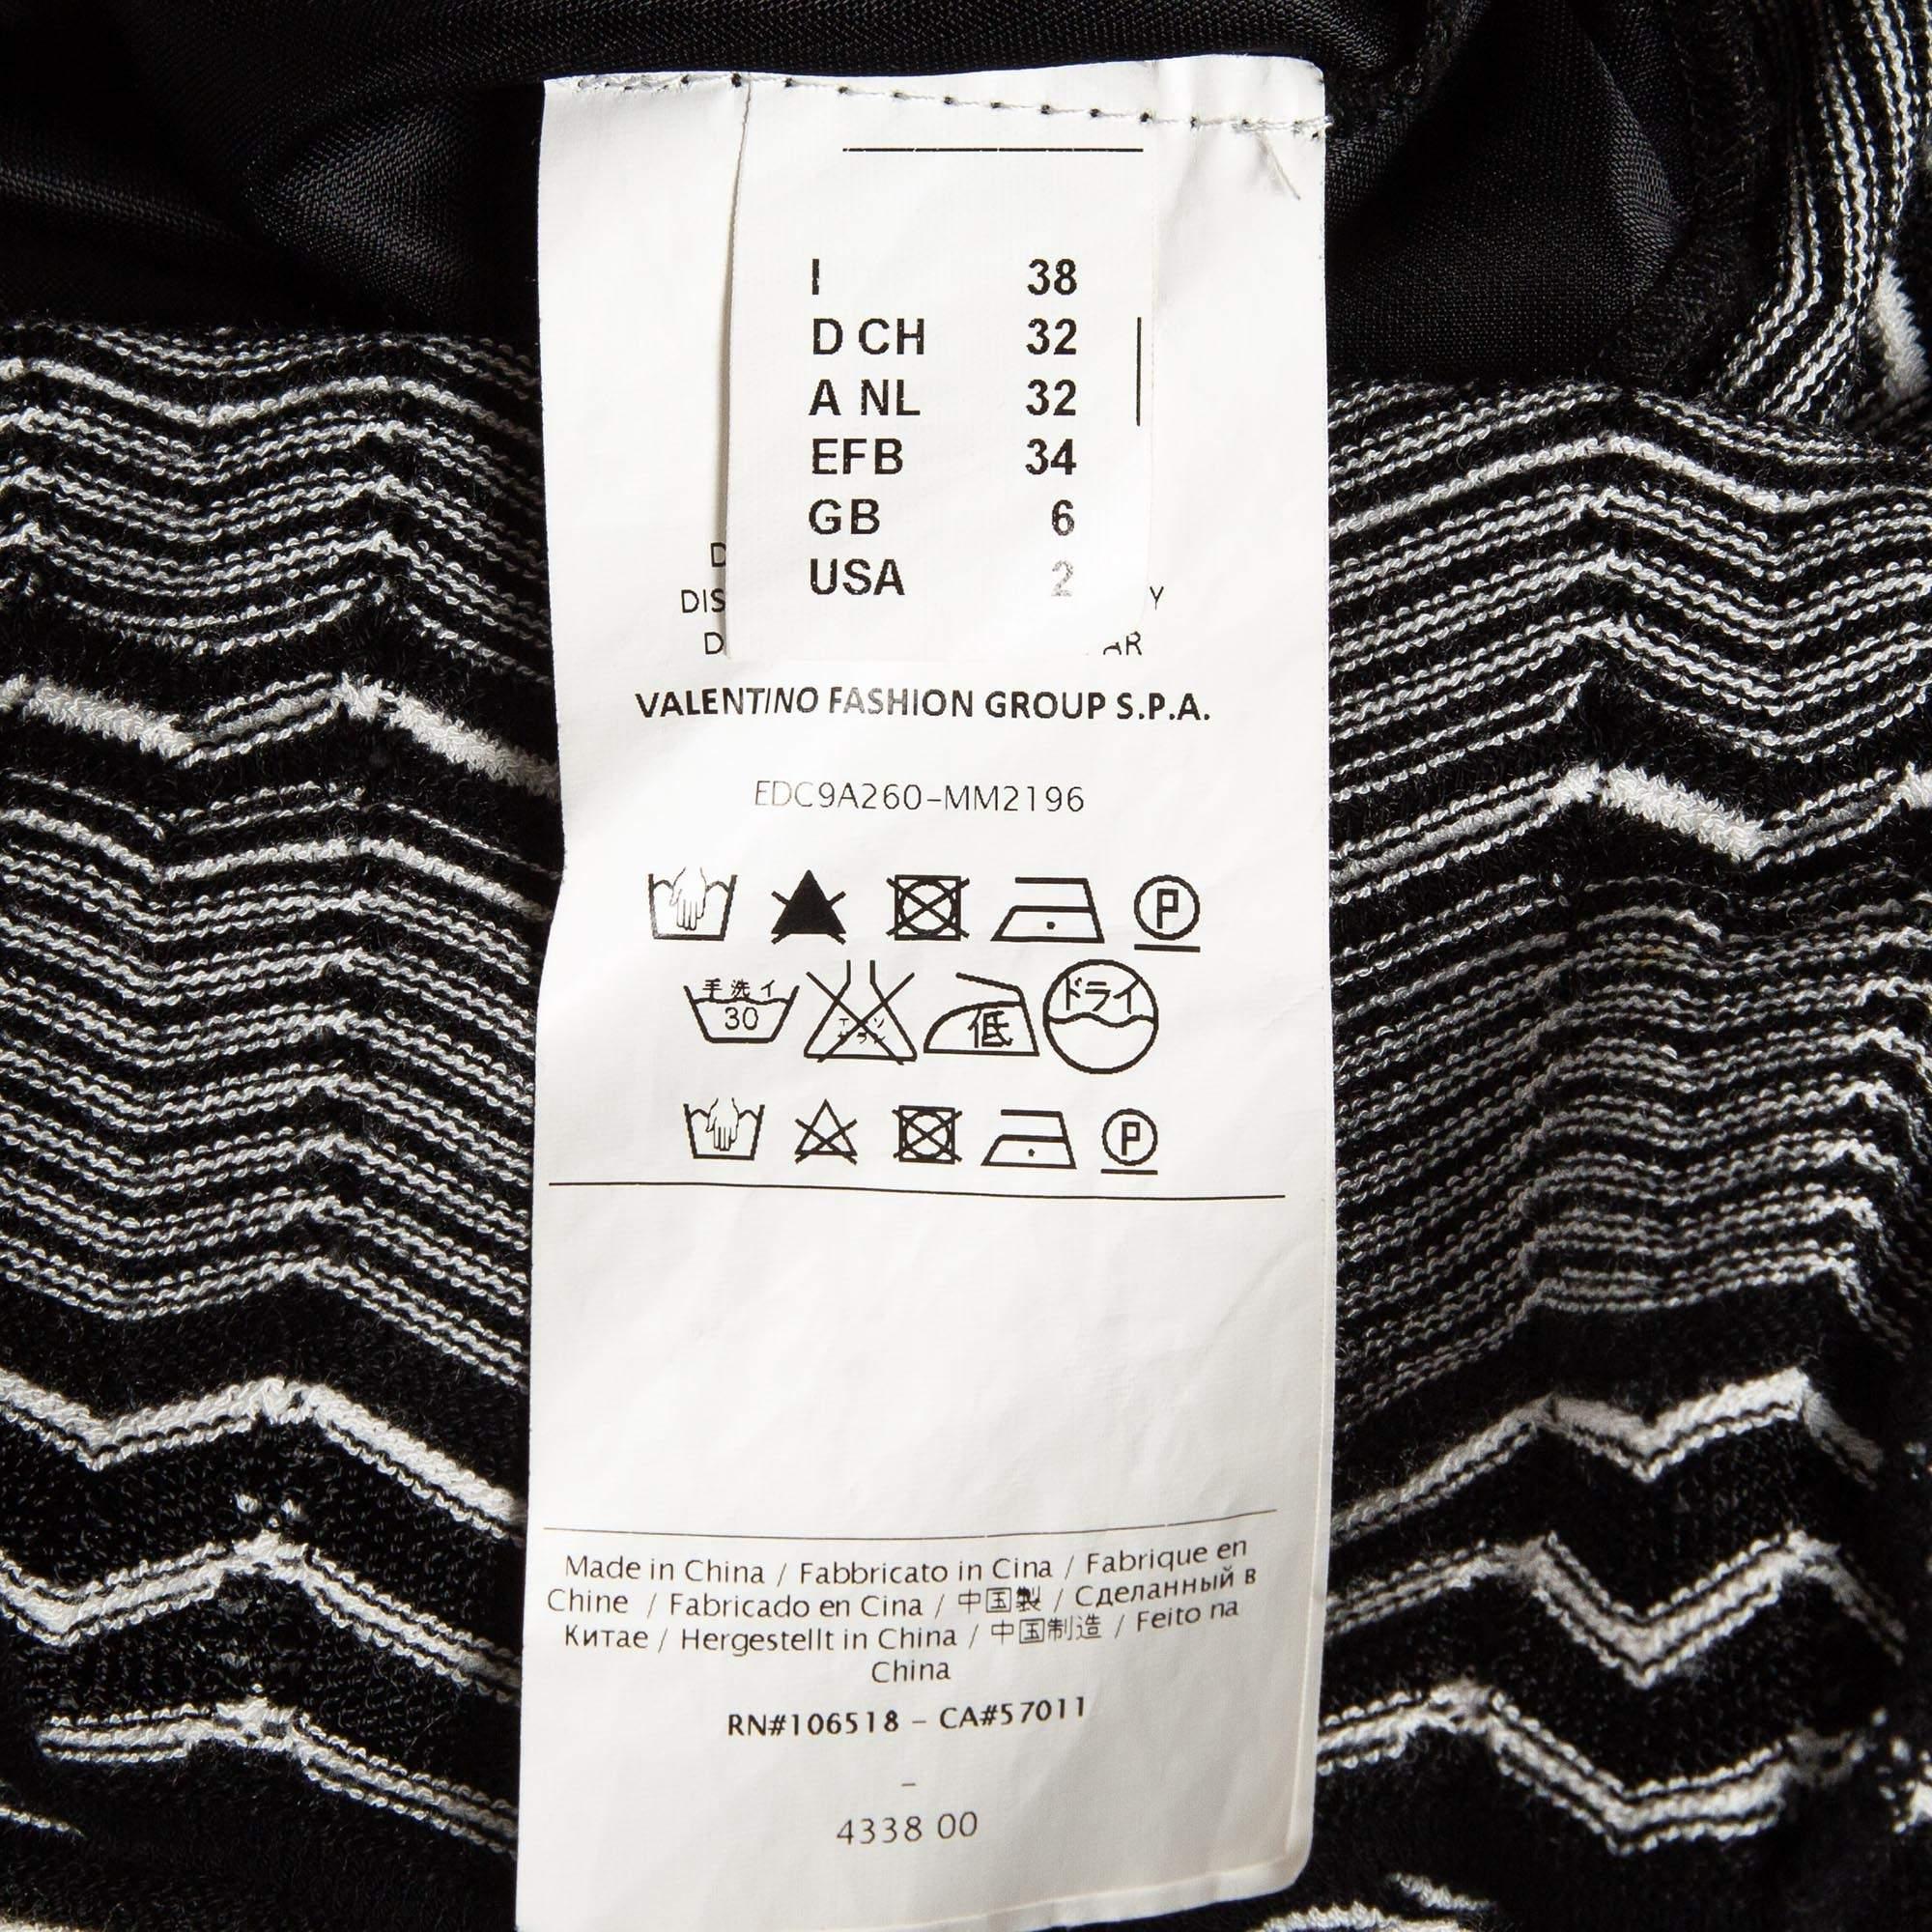 I 38
D CH 32
A NL 32
EFB 34
GB 6
USA 2
VALENTINO FASHION GROUP S.P.A.
EDC9A260-MM2196
P
手洗イ
30
低
ドライ
P
Made in China / Fabbricato in Cina / Fabrique en
Chine / Fabricado en Cina / 中国製 / Сделанный в
Китае / Hergestellt in China / 中国制造 / Feito na
China
RN#106518 - CA#57011
-
4338 00